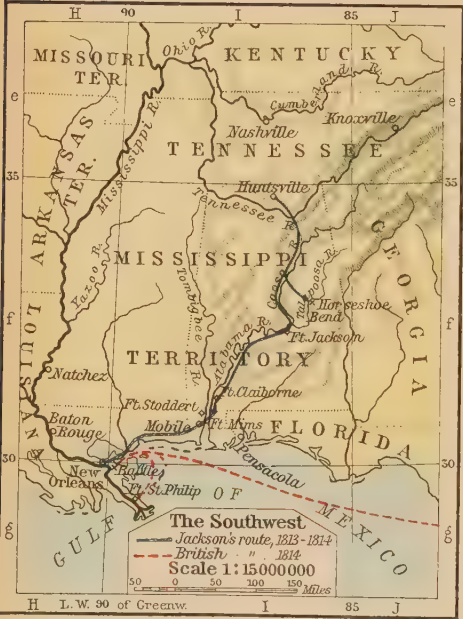 H 90 I 85 J
MISSOURI
TER.
Ohio R.
KENTUCKY
e
Cumberland R.
e
Mississippi R.
Nashville
Knoxville
TENNESSEE
ARKANSAS
TER.
35
35
Huntsville
Tennessee R.
MISSISSIPPI
Yazoo R.
Tombigbee R.
Coosa R.
Tallapoosa R.
GEORGIA
Horseshoe
Bend
f
f
Ft. Jackson
LOUISIANA
TERRITORY
Alabama R.
Natchez
Ft. Stoddert
Ft. Claiborne
Baton
Rouge
Mobile
Ft. Mims
FLORIDA
Pensacola
30
30
New
Orleans
Battle
Ft. St. Philip
GULF OF MEXICO
g
g
The Southwest
Jackson's route, 1813-1814
British " 1814
Scale 1:15000000
50 0 50 100 150 Miles
H L.W. 90 of Greenw. I 85 J